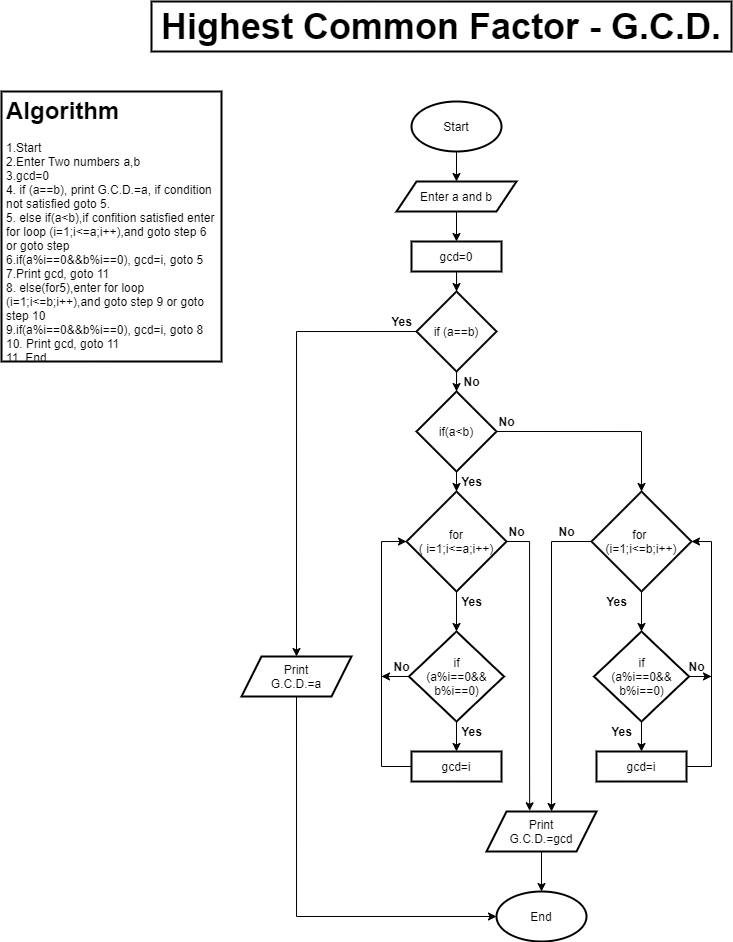 Highest Common Factor - G.C.D.
Algorithm
1.Start
2.Enter Two numbers a,b
3.gcd=0
4. if (a==b), print G.C.D.=a, if condition
not satisfied goto 5.
5. else if(a<b),if confition satisfied enter
for loop (i=1;i<=a;i++),and goto step 6
or goto step
6.if(a%i==0&&b%i==0), gcd=i, goto 5
7.Print gcd, goto 11
8. else(for5),enter for loop
(i=1;i<=b;i++),and goto step 9 or goto
step 10
9.if(a%i==0&&b%i==0), gcd=i, goto 8
10. Print gcd, goto 11
11. End
Start
Enter a and b
gcd=0
if (a==b)
Yes
No
if(a<b)
No
Yes
for
( i=1;i<=a;i++)
No
Yes
if
(a%i==0&&
b%i==0)
No
Yes
gcd=i
for
(i=1;i<=b;i++)
No
Yes
if
(a%i==0&&
b%i==0)
No
Yes
gcd=i
Print
G.C.D.=a
Print
G.C.D.=gcd
End